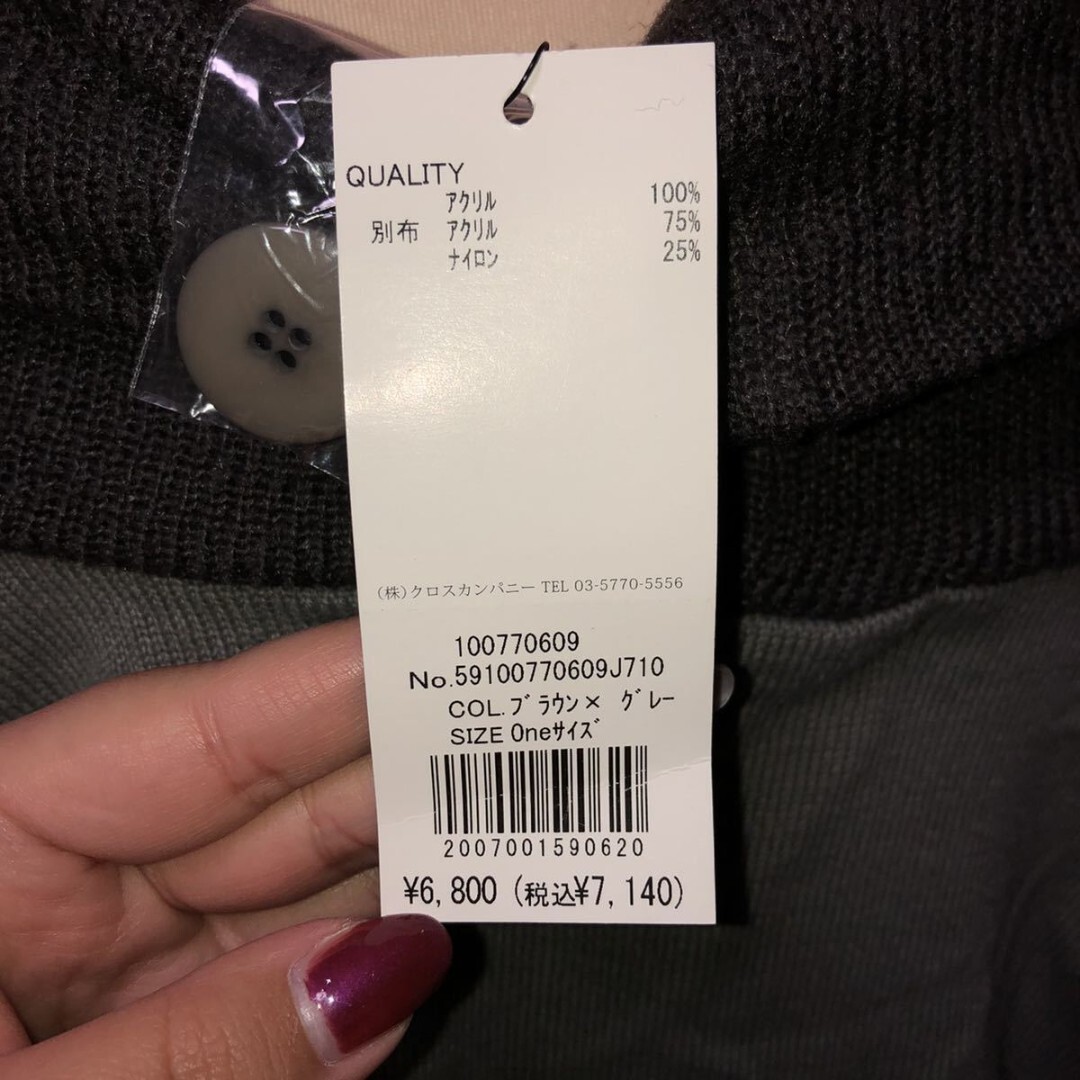 QUALITY
ｱｸﾘﾙ 100%
別布 ｱｸﾘﾙ 75%
ﾅｲﾛﾝ 25%
（株）クロスカンパニー TEL 03-5770-5556
100770609
No.59100770609J710
COL.ﾌﾞﾗｳﾝ× ｸﾞﾚｰ
SIZE Oneｻｲｽﾞ
2007001590620
¥6,800 (税込¥7,140)